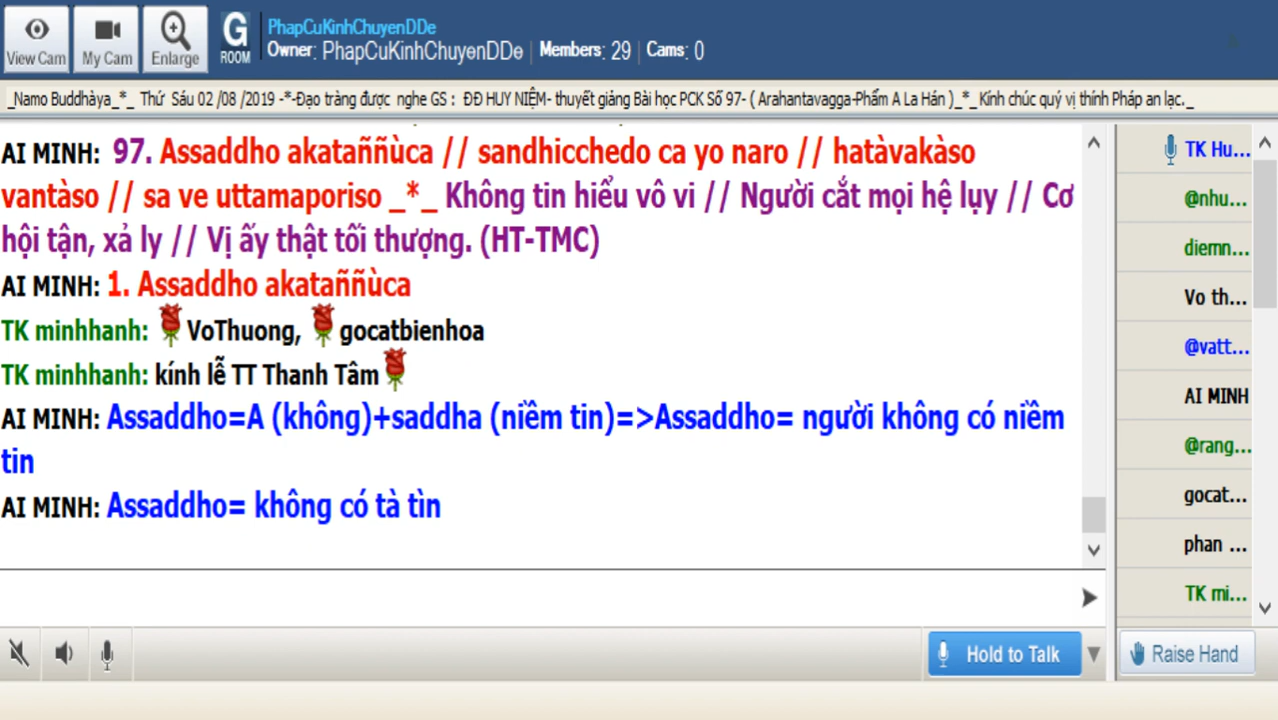 View Cam
My Cam
Enlarge
G
ROOM
PhapCuKinhChuyenDDe
Owner: PhapCuKinhChuyenDDe | Members: 29 | Cams: 0
_Namo Buddhàya_*_ Thứ Sáu 02 /08 /2019 -*-Đạo tràng được nghe GS : ĐĐ HUY NIỆM- thuyết giảng Bài học PCK Số 97- ( Arahantavagga-Phẩm A La Hán )_*_ Kính chúc quý vị thính Pháp an lạc._
AI MINH: 97. Assaddho akataññùca // sandhicchedo ca yo naro // hatàvakàso
vantàso // sa ve uttamaporiso _*_ Không tin hiểu vô vi // Người cắt mọi hệ lụy // Cơ
hội tận, xả ly // Vị ấy thật tối thượng. (HT-TMC)
AI MINH: 1. Assaddho akataññùca
TK minhhanh: VoThuong, gocatbienhoa
TK minhhanh: kính lễ TT Thanh Tâm
AI MINH: Assaddho=A (không)+saddha (niềm tin)=>Assaddho= người không có niềm
tin
AI MINH: Assaddho= không có tà tìn
TK Hu...
@nhu...
diemn...
Vo th...
@vatt...
AI MINH
@rang...
gocat...
phan ...
TK mi...
Hold to Talk
Raise Hand